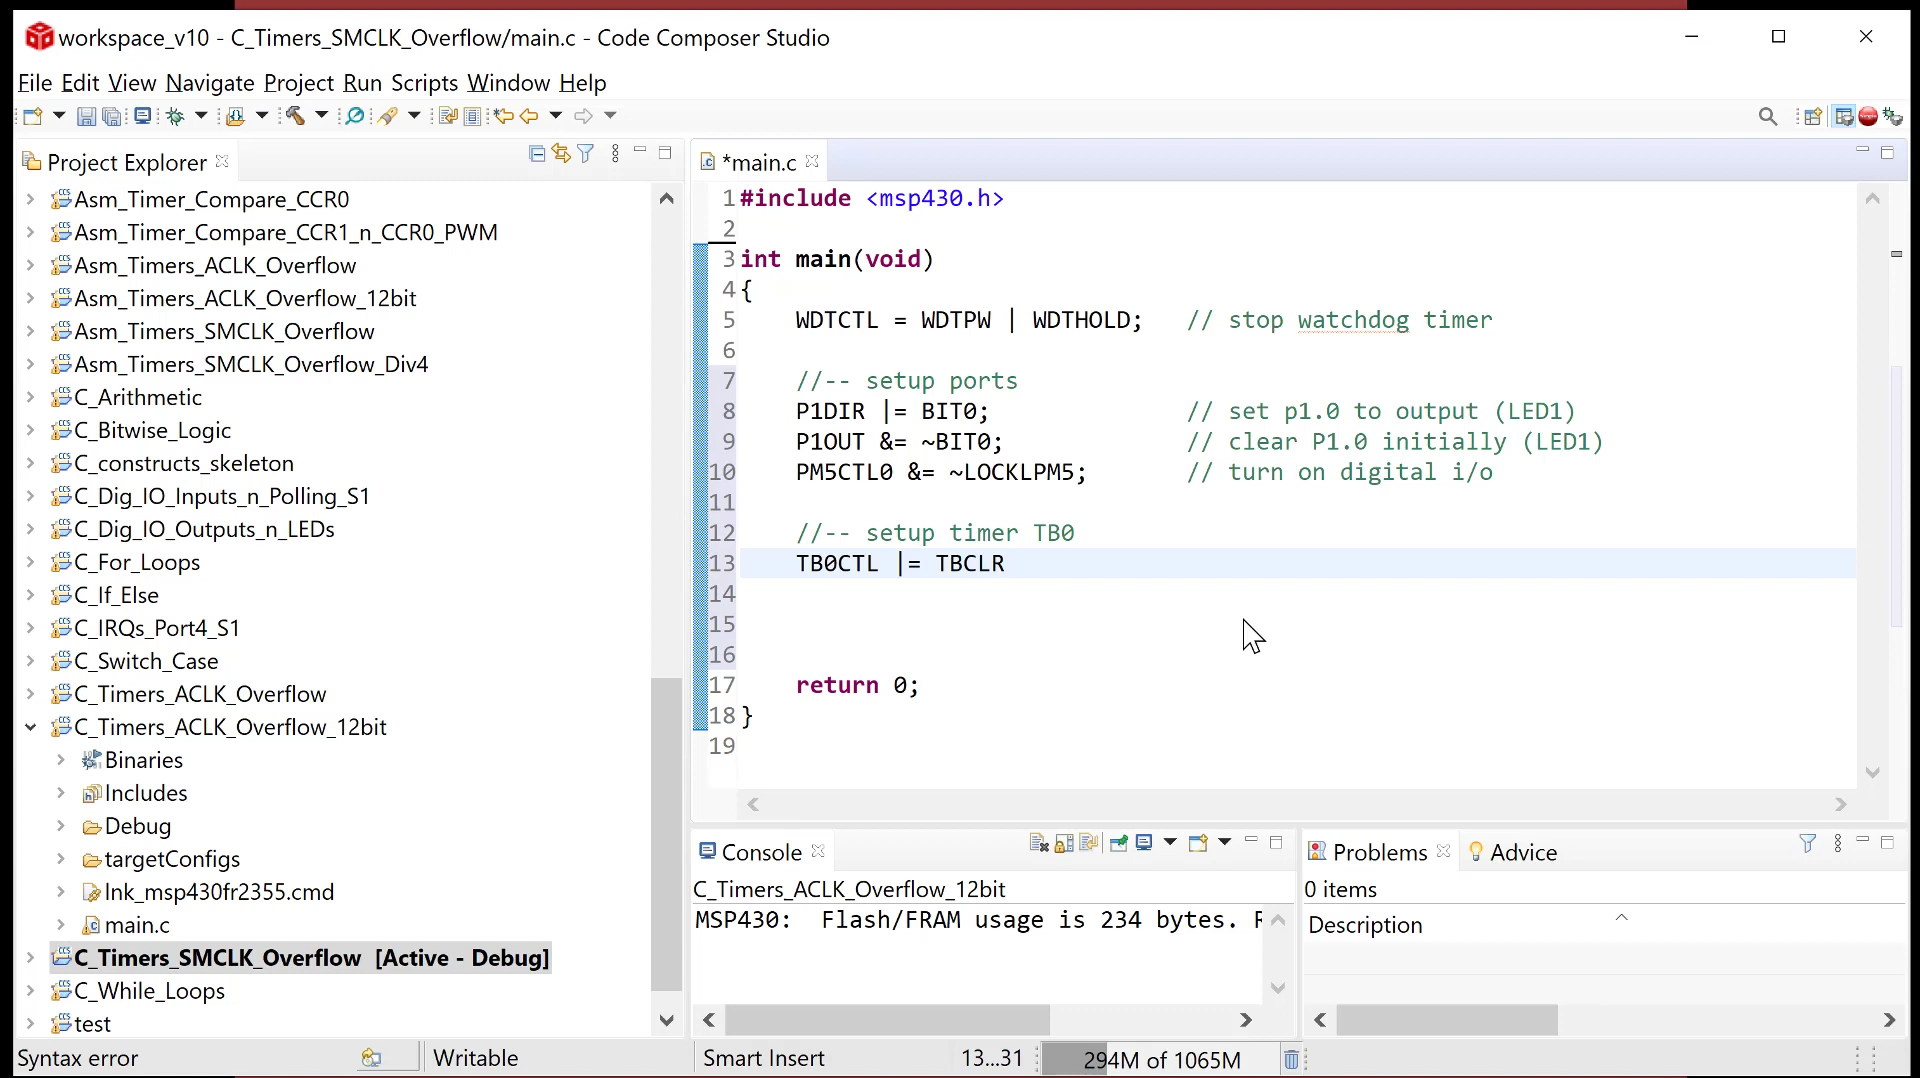 workspace_v10 - C_Timers_SMCLK_Overflow/main.c - Code Composer Studio
File Edit View Navigate Project Run Scripts Window Help
Project Explorer
Asm_Timer_Compare_CCR0
Asm_Timer_Compare_CCR1_n_CCR0_PWM
Asm_Timers_ACLK_Overflow
Asm_Timers_ACLK_Overflow_12bit
Asm_Timers_SMCLK_Overflow
Asm_Timers_SMCLK_Overflow_Div4
C_Arithmetic
C_Bitwise_Logic
C_constructs_skeleton
C_Dig_IO_Inputs_n_Polling_S1
C_Dig_IO_Outputs_n_LEDs
C_For_Loops
C_If_Else
C_IRQs_Port4_S1
C_Switch_Case
C_Timers_ACLK_Overflow
C_Timers_ACLK_Overflow_12bit
Binaries
Includes
Debug
targetConfigs
lnk_msp430fr2355.cmd
main.c
C_Timers_SMCLK_Overflow [Active - Debug]
C_While_Loops
test
*main.c
1 #include <msp430.h>
2
3 int main(void)
4 {
5 WDTCTL = WDTPW | WDTHOLD; // stop watchdog timer
6
7 //-- setup ports
8 P1DIR |= BIT0; // set p1.0 to output (LED1)
9 P1OUT &= ~BIT0; // clear P1.0 initially (LED1)
10 PM5CTL0 &= ~LOCKLPM5; // turn on digital i/o
11
12 //-- setup timer TB0
13 TB0CTL |= TBCLR
14
15
16
17 return 0;
18 }
19
Console
C_Timers_ACLK_Overflow_12bit
MSP430: Flash/FRAM usage is 234 bytes.
Problems
Advice
0 items
Description
Syntax error
Writable
Smart Insert
13...31
294M of 1065M